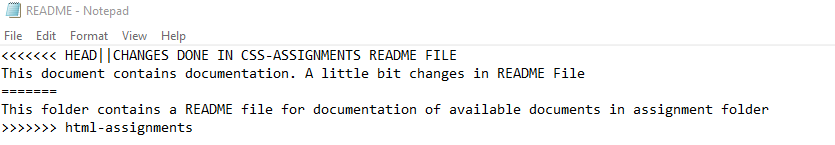 README - Notepad
File Edit Format View Help
<<<<<<< HEAD||CHANGES DONE IN CSS-ASSIGNMENTS README FILE
This document contains documentation. A little bit changes in README File
=======
This folder contains a README file for documentation of available documents in assignment folder
>>>>>>> html-assignments